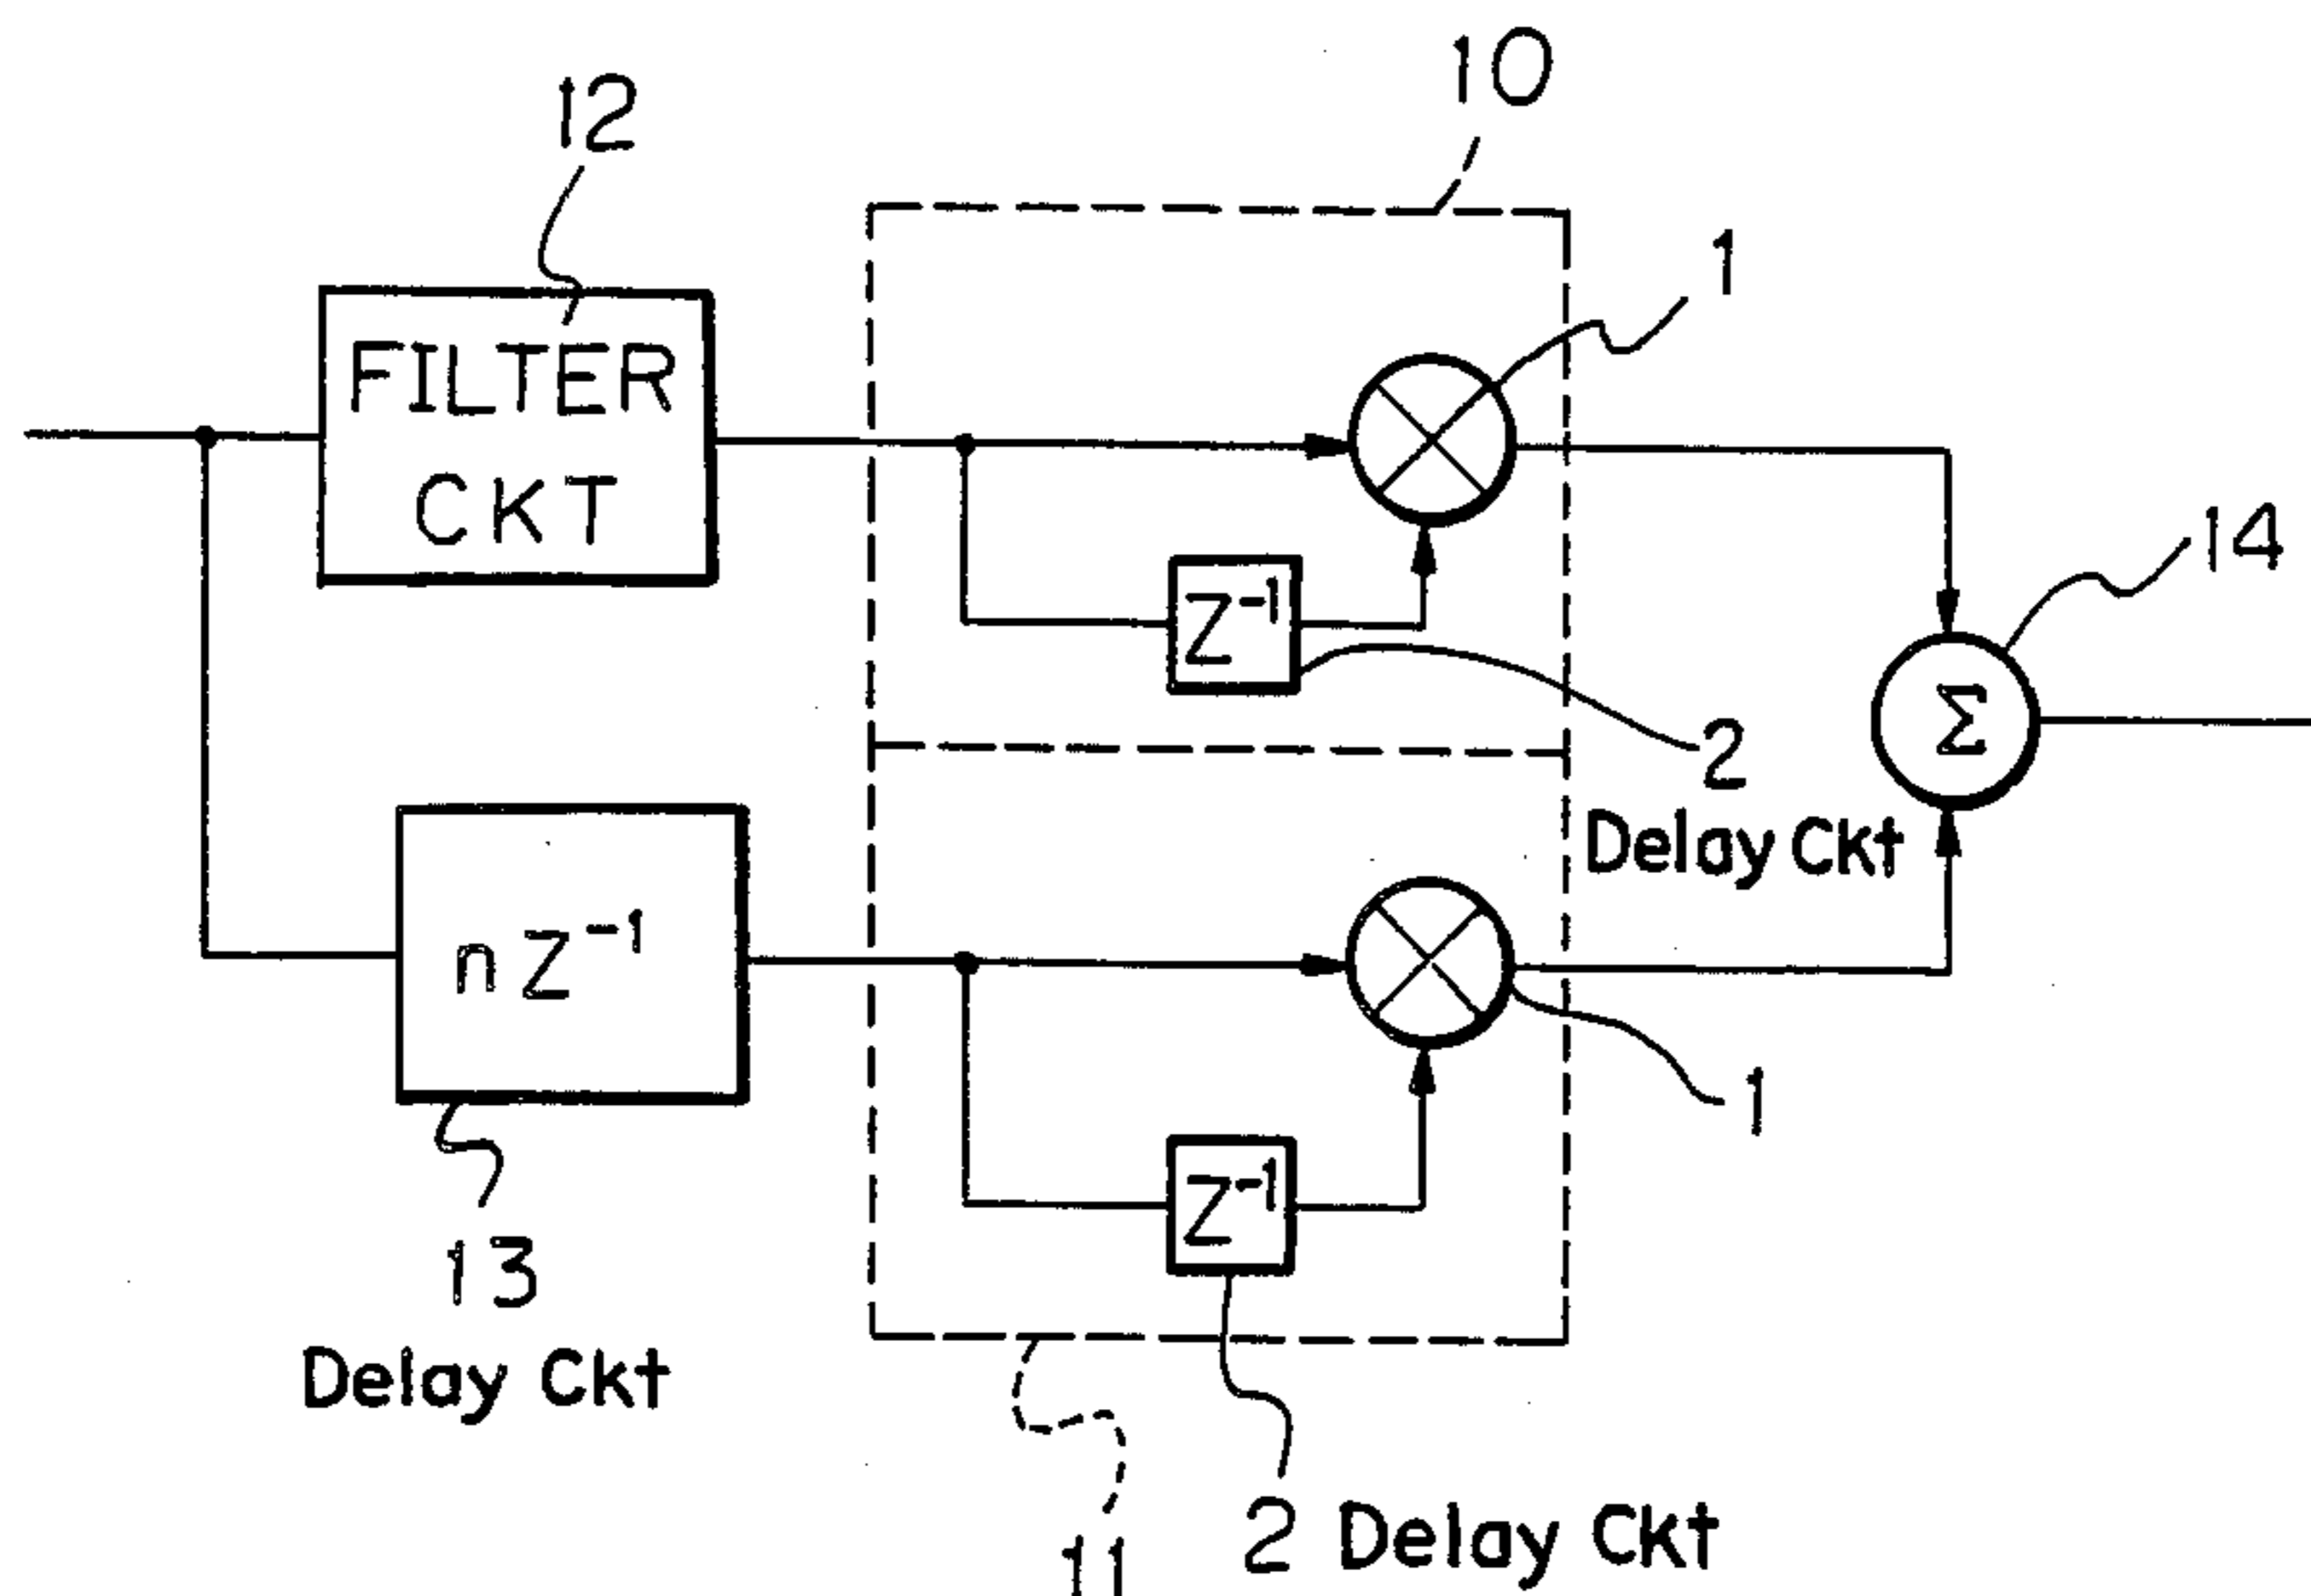 10
12
1
FILTER
CKT
14
Z⁻¹
Σ
2
Delay Ckt
nZ⁻¹
1
Z⁻¹
13
Delay Ckt
2 Delay Ckt
11